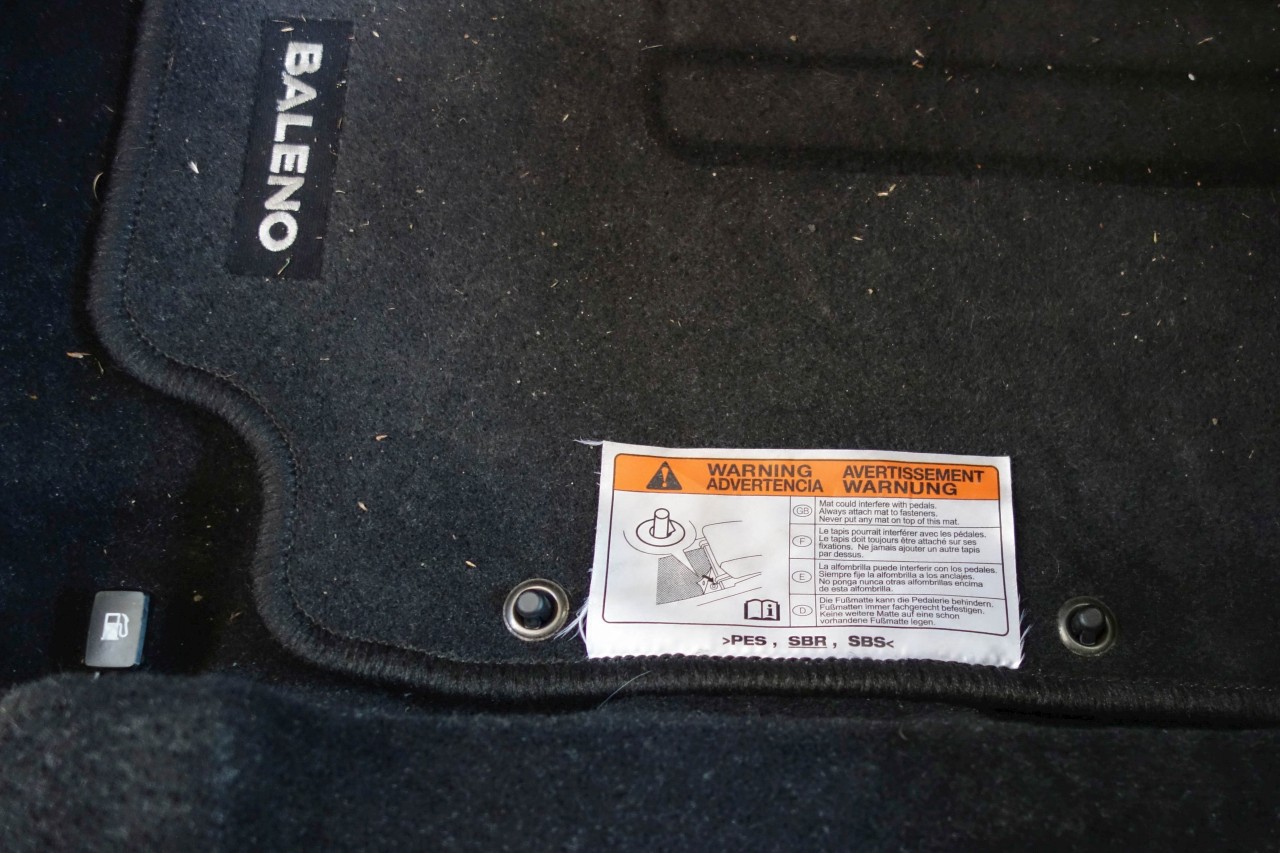 BALENO
WARNING AVERTISSEMENT
ADVERTENCIA WARNUNG
GB
Mat could interfere with pedals.
Always attach mat to fasteners.
Never put any mat on top of this mat.
F
Le tapis pourrait interférer avec les pédales.
Le tapis doit toujours être attaché sur ses
fixations. Ne jamais ajouter un autre tapis
par dessus.
E
La alfombrilla puede interferir con los pedales.
Siempre fije la alfombrilla a los anclajes.
No ponga nunca otras alfombrillas encima
de esta alfombrilla.
D
Die Fußmatte kann die Pedalerie behindern.
Fußmatten immer fachgerecht befestigen.
Keine weitere Matte auf eine schon
vorhandene Fußmatte legen.
>PES , SBR , SBS<